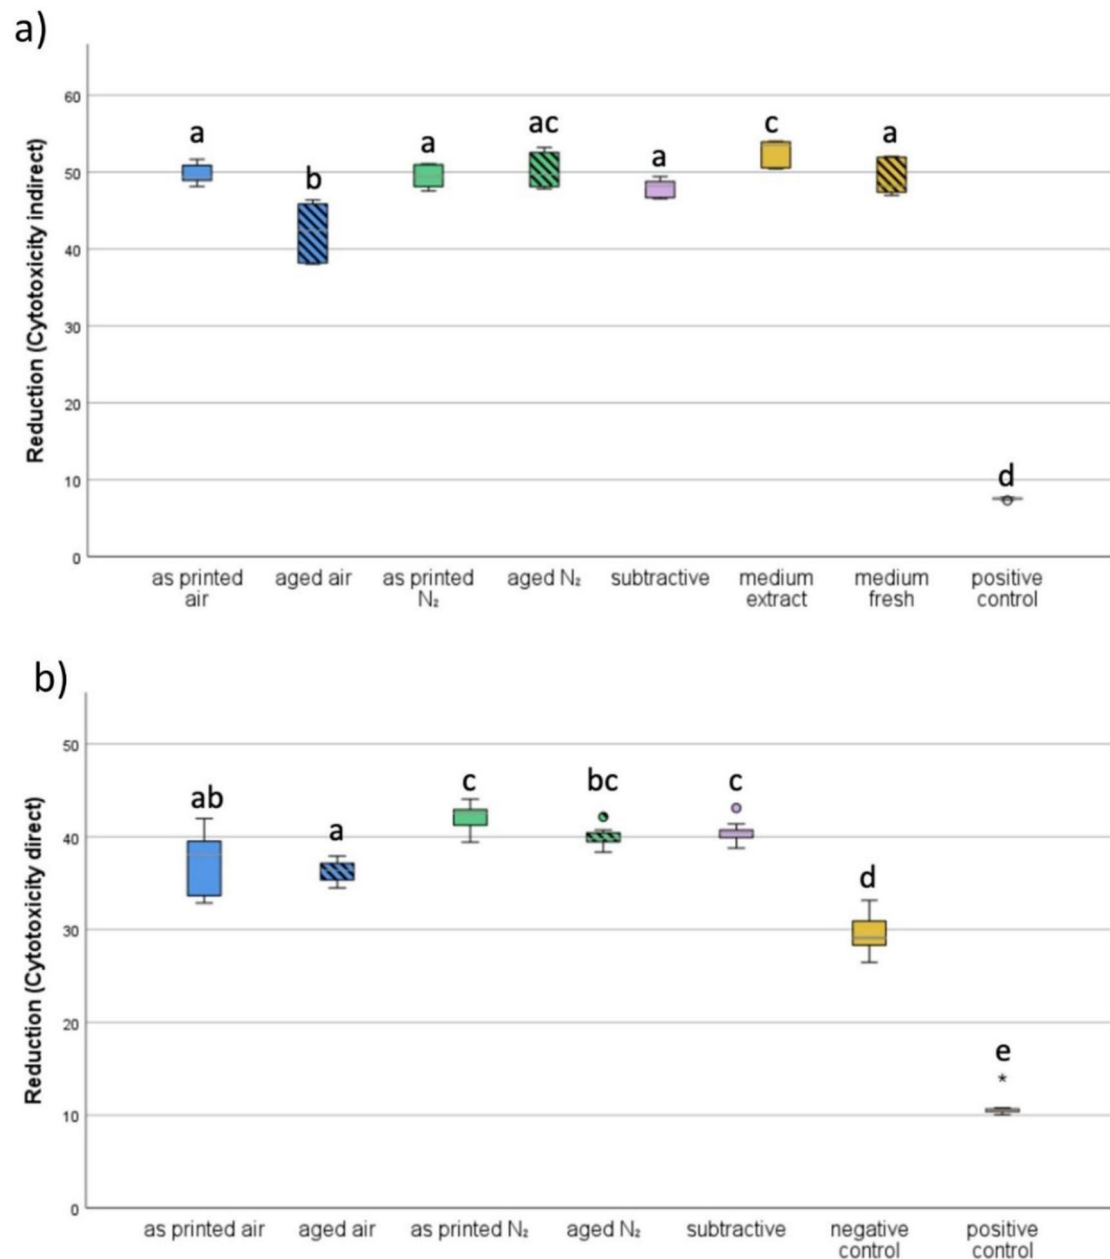 a)
Reduction (Cytotoxicity indirect)
60
50
40
30
20
10
0
a
b
a
ac
a
c
a
d
as printed air
aged air
as printed N₂
aged N₂
subtractive
medium extract
medium fresh
positive control
b)
Reduction (Cytotoxicity direct)
50
40
30
20
10
0
ab
a
c
bc
c
d
e
as printed air
aged air
as printed N₂
aged N₂
subtractive
negative control
positive control